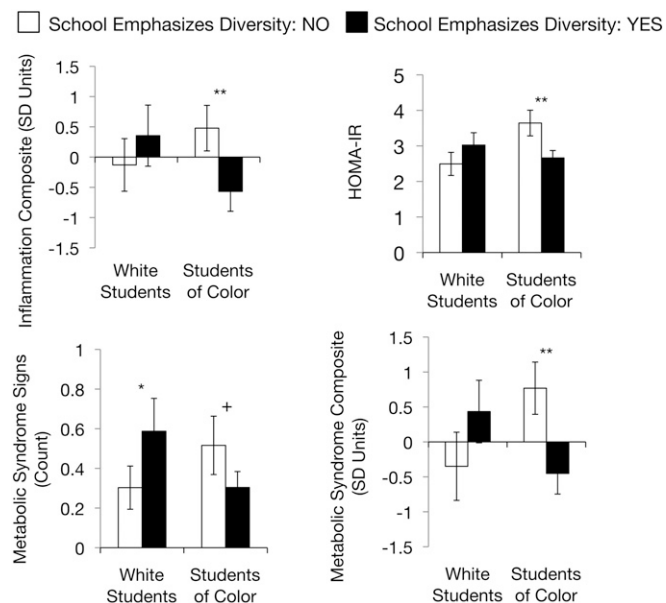 School Emphasizes Diversity: NO School Emphasizes Diversity: YES
Inflammation Composite (SD Units)
1.5
1
0.5
0
-0.5
-1
-1.5
**
White
Students
Students
of Color
HOMA-IR
5
4
3
2
1
0
**
White
Students
Students
of Color
Metabolic Syndrome Signs
(Count)
1
0.8
0.6
0.4
0.2
0
*
+
White
Students
Students
of Color
Metabolic Syndrome Composite
(SD Units)
1.5
1
0.5
0
-0.5
-1
-1.5
**
White
Students
Students
of Color